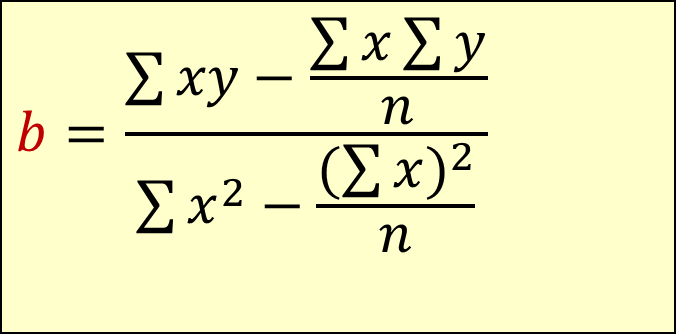 b = (∑ xy − (∑ x ∑ y)/n) / (∑ x² − (∑ x)²/n)